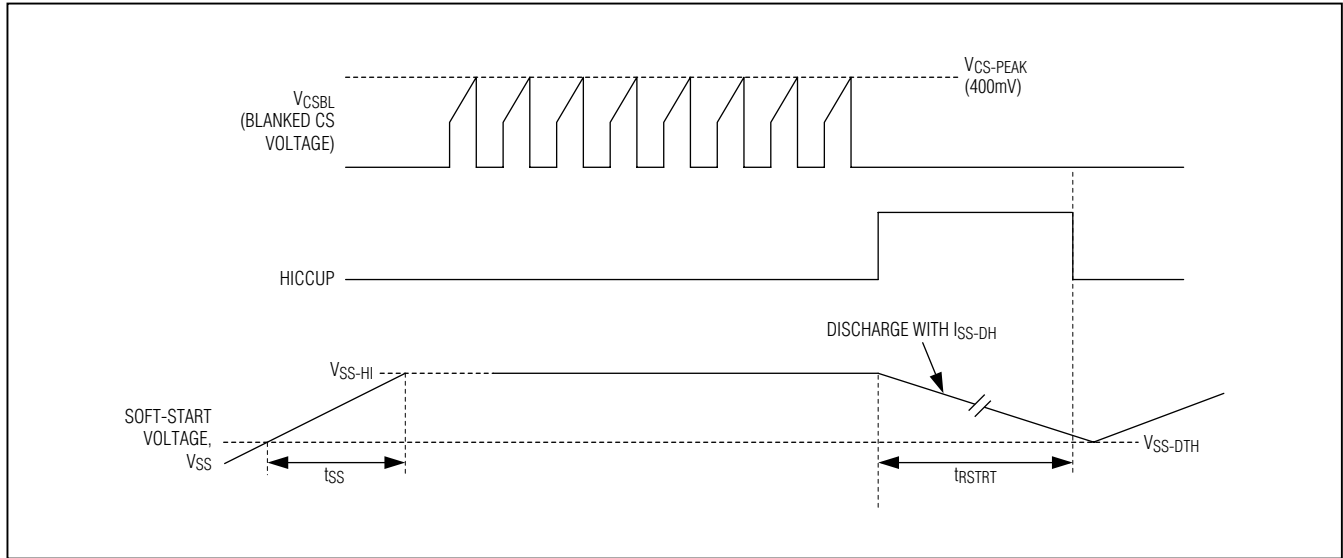 VCS-PEAK
(400mV)
VCSBL
(BLANKED CS
VOLTAGE)
HICCUP
DISCHARGE WITH ISS-DH
VSS-HI
SOFT-START
VOLTAGE,
VSS
VSS-DTH
tSS
tRSTRT